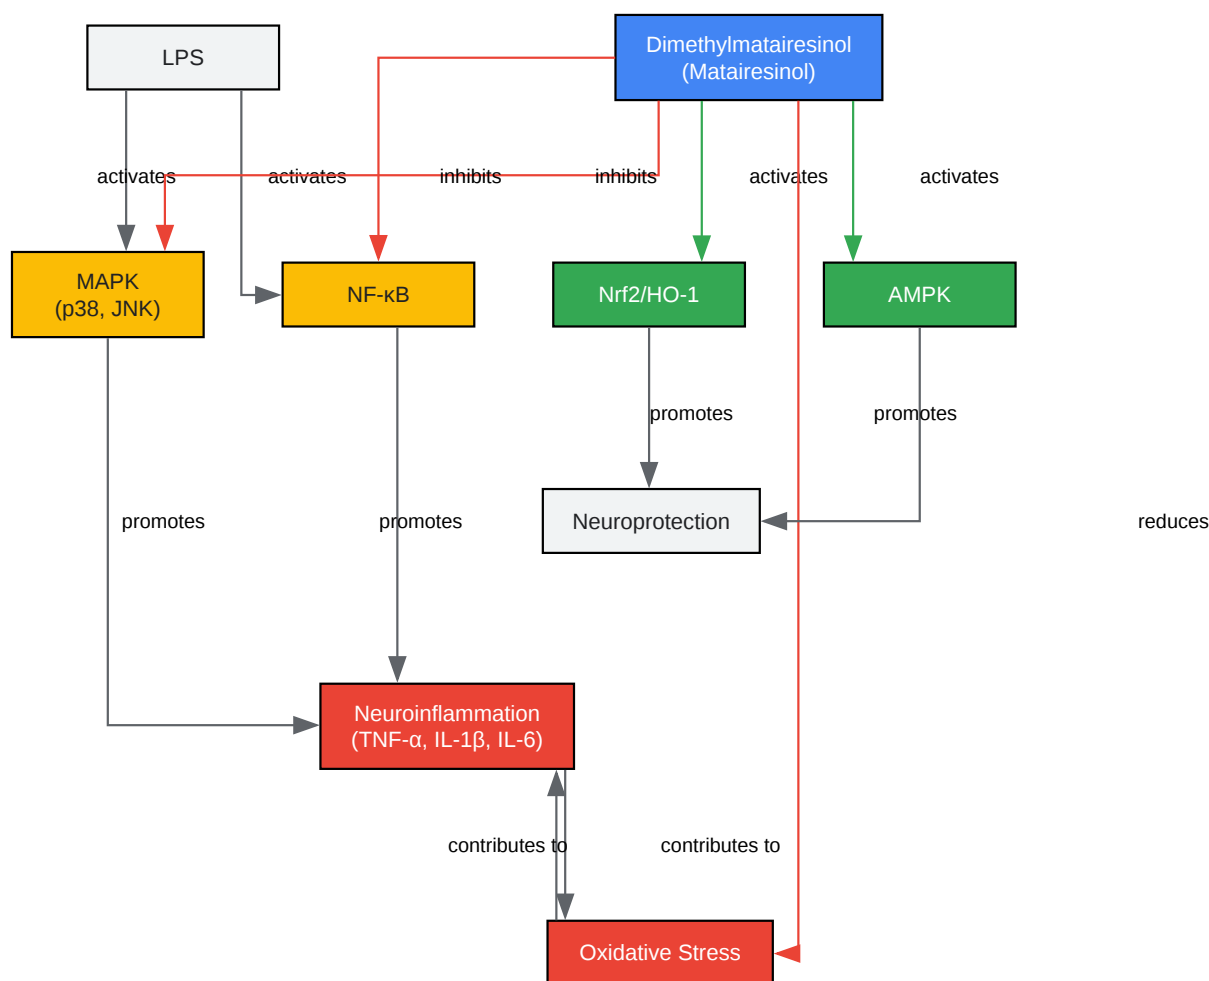 LPS
Dimethylmatairesinol
(Matairesinol)
activates
activates
inhibits
inhibits
activates
activates
MAPK
(p38, JNK)
NF-κB
Nrf2/HO-1
AMPK
promotes
promotes
promotes
promotes
Neuroprotection
reduces
Neuroinflammation
(TNF-α, IL-1β, IL-6)
contributes to
contributes to
Oxidative Stress